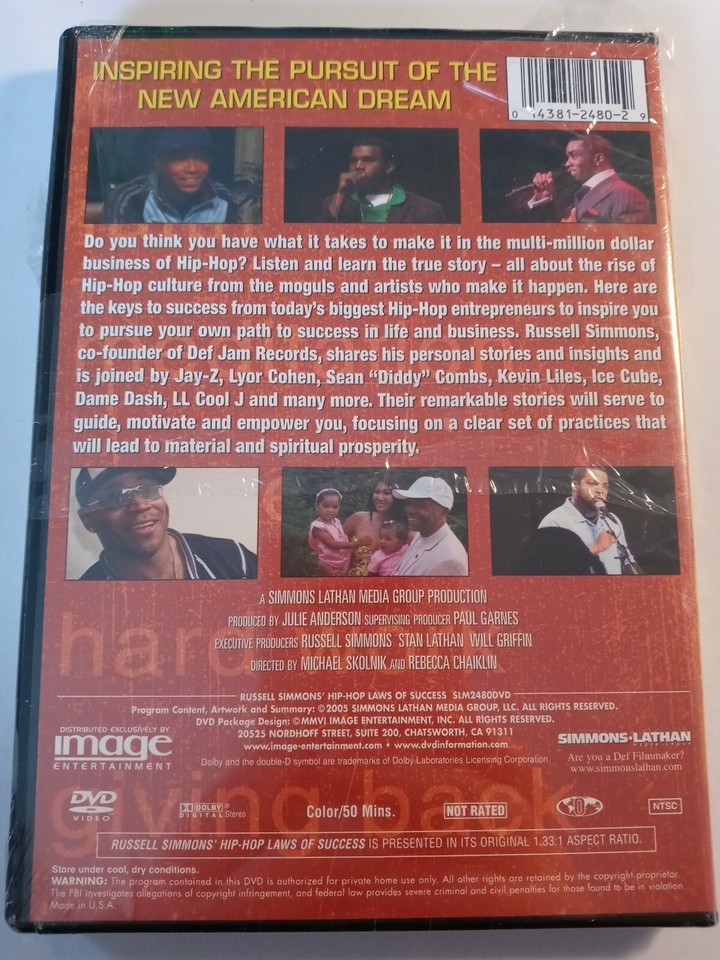 INSPIRING THE PURSUIT OF THE
NEW AMERICAN DREAM
0 14381-2480-2 9
Do you think you have what it takes to make it in the multi-million dollar
business of Hip-Hop? Listen and learn the true story – all about the rise of
Hip-Hop culture from the moguls and artists who make it happen. Here are
the keys to success from today's biggest Hip-Hop entrepreneurs to inspire you
to pursue your own path to success in life and business. Russell Simmons,
co-founder of Def Jam Records, shares his personal stories and insights and
is joined by Jay-Z, Lyor Cohen, Sean "Diddy" Combs, Kevin Liles, Ice Cube,
Dame Dash, LL Cool J and many more. Their remarkable stories will serve to
guide, motivate and empower you, focusing on a clear set of practices that
will lead to material and spiritual prosperity.
A SIMMONS LATHAN MEDIA GROUP PRODUCTION
PRODUCED BY JULIE ANDERSON SUPERVISING PRODUCER PAUL GARNES
EXECUTIVE PRODUCERS RUSSELL SIMMONS STAN LATHAN WILL GRIFFIN
DIRECTED BY MICHAEL SKOLNIK AND REBECCA CHAIKLIN
hard work
RUSSELL SIMMONS' HIP-HOP LAWS OF SUCCESS SLM2480DVD
Program Content, Artwork and Summary: ©2005 SIMMONS LATHAN MEDIA GROUP, LLC. ALL RIGHTS RESERVED.
DVD Package Design: ©MMVI IMAGE ENTERTAINMENT, INC. ALL RIGHTS RESERVED.
20525 NORDHOFF STREET, SUITE 200, CHATSWORTH, CA 91311
www.image-entertainment.com • www.dvdinformation.com
Dolby and the double-D symbol are trademarks of Dolby Laboratories Licensing Corporation.
DISTRIBUTED EXCLUSIVELY BY
image
ENTERTAINMENT
SIMMONS•LATHAN
MEDIA GROUP
Are you a Def Filmmaker?
www.simmonslathan.com
giving back
DVD
VIDEO
DOLBY
DIGITAL Stereo
Color/50 Mins.
NOT RATED
NTSC
RUSSELL SIMMONS' HIP-HOP LAWS OF SUCCESS IS PRESENTED IN ITS ORIGINAL 1.33:1 ASPECT RATIO.
Store under cool, dry conditions.
WARNING: The program contained in this DVD is authorized for private home use only. All other rights are retained by the copyright proprietor.
The FBI investigates allegations of copyright infringement, and federal law provides severe criminal and civil penalties for those found to be in violation.
Made in U.S.A.